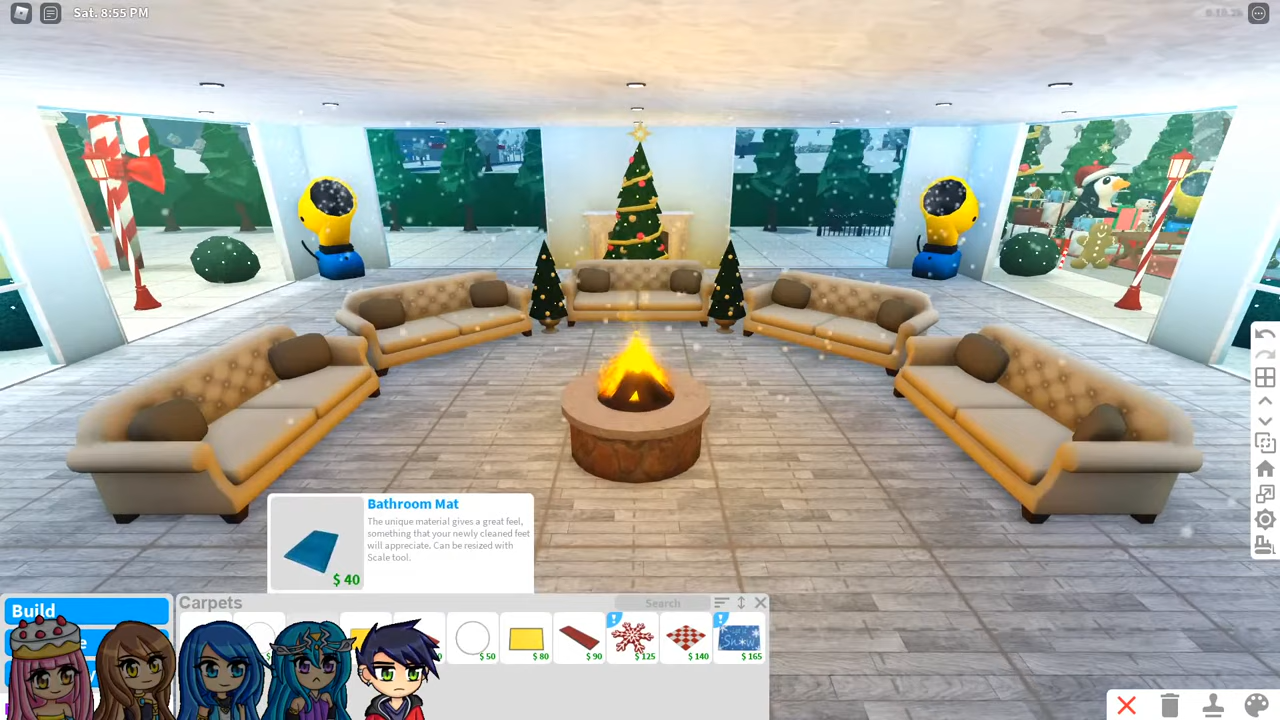 Sat. 8:55 PM
Bathroom Mat
The unique material gives a great feel,
something that your newly cleaned feet
will appreciate. Can be resized with
Scale tool.
$ 40
Build
Carpets
Search
$ 50
$ 80
$ 90
$ 125
$ 140
$ 165